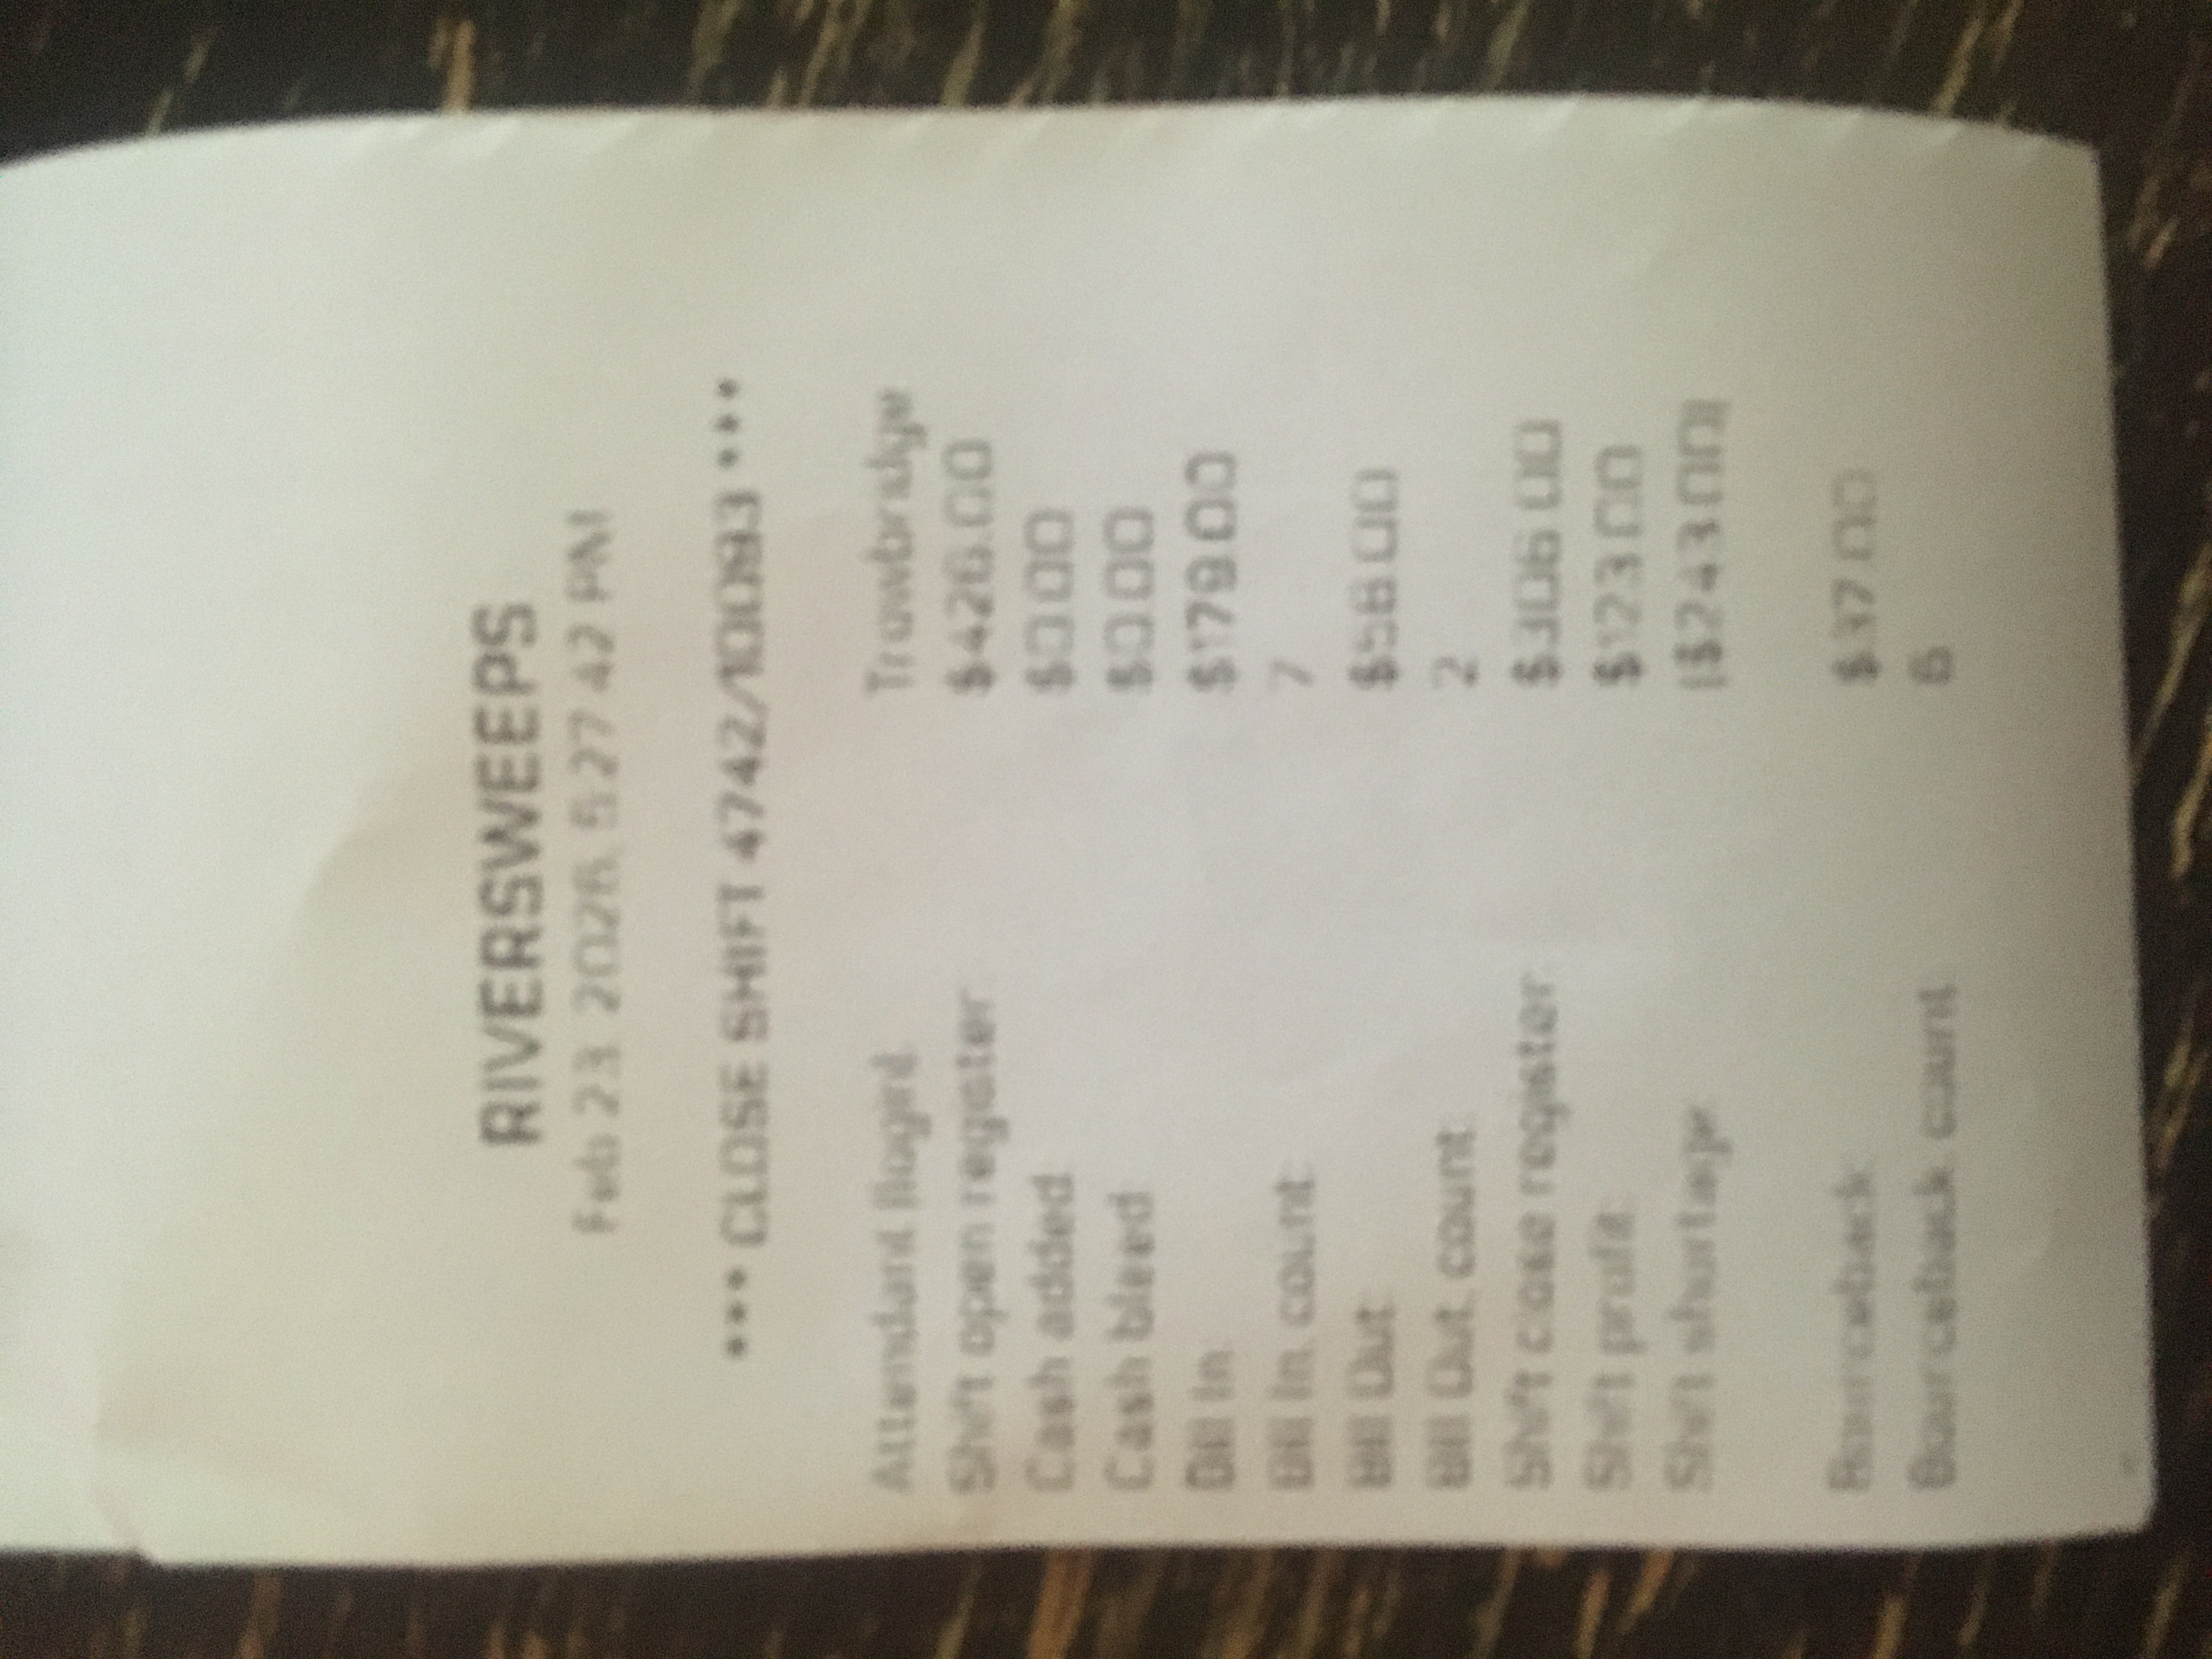 RIVERSWEEPS
Feb 23, 2026, 5:27:42 PM
*** CLOSE SHIFT 4742/10093 ***
Attendant (login): Trowbridge
Shift open register: $426.00
Cash added: $0.00
Cash bleed: $0.00
Bill In: $179.00
Bill In count: 7
Bill Out: $56.00
Bill Out count: 2
Shift close register: $306.00
Shift profit: $123.00
Shift shortage: ($243.00)
Bounceback: $37.00
Bounceback count: 6